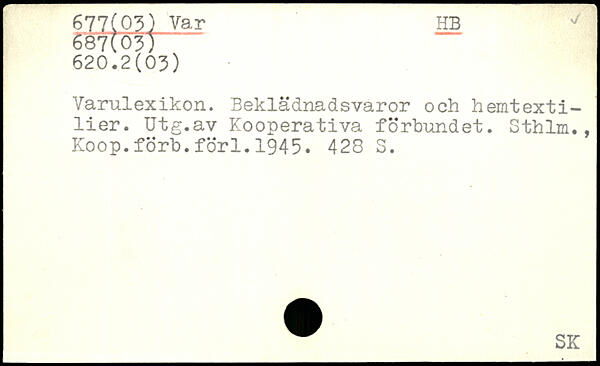 677(03) Var HB
687(03)
620.2(03)
Varulexikon. Beklädnadsvaror och hemtexti-
lier. Utg.av Kooperativa förbundet. Sthlm.,
Koop.förb.förl.1945. 428 S.
SK